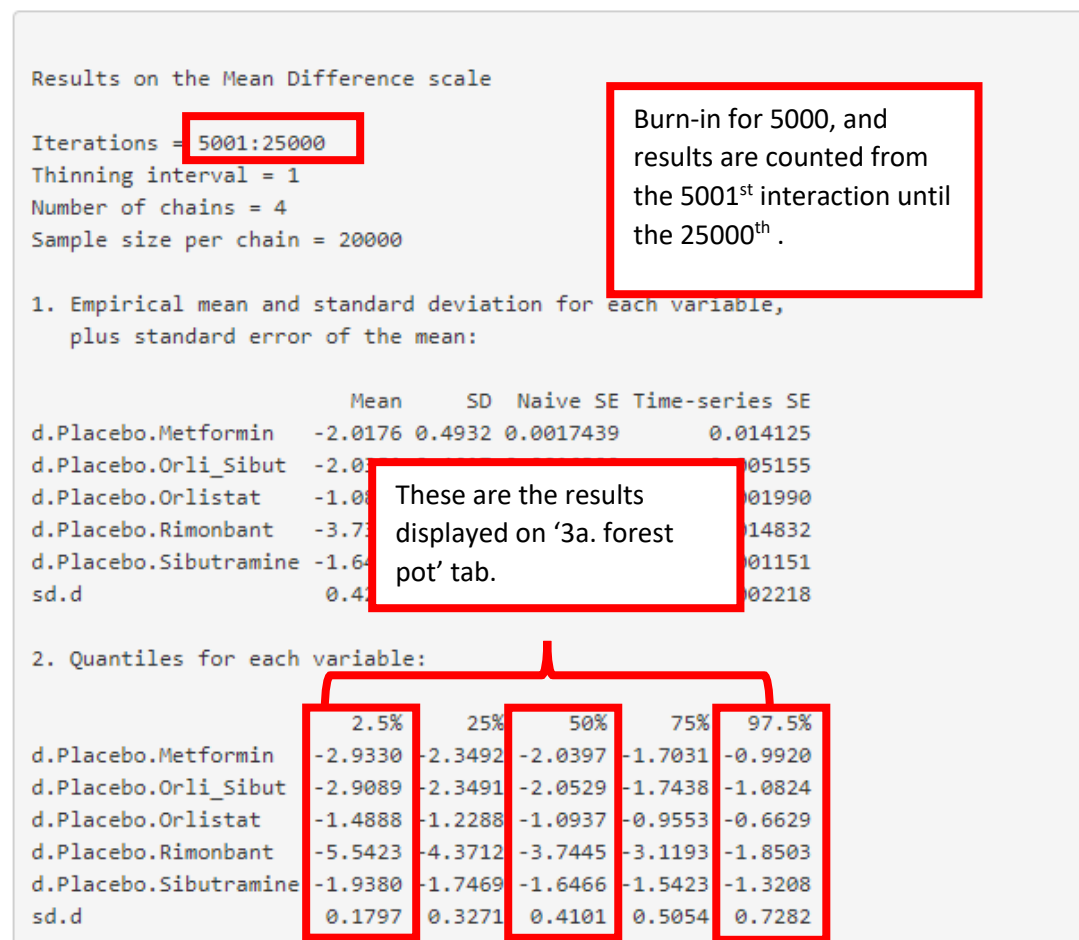 Results on the Mean Difference scale
Iterations = 5001:25000
Thinning interval = 1
Number of chains = 4
Sample size per chain = 20000
Burn-in for 5000, and
results are counted from
the 5001st interaction until
the 25000th .
1. Empirical mean and standard deviation for each variable,
plus standard error of the mean:
Mean SD Naive SE Time-series SE
d.Placebo.Metformin -2.0176 0.4932 0.0017439 0.014125
d.Placebo.Orli_Sibut
d.Placebo.Orlistat
d.Placebo.Rimonbant
d.Placebo.Sibutramine
sd.d
These are the results
displayed on ‘3a. forest
pot’ tab.
2. Quantiles for each variable:
2.5% 25% 50% 75% 97.5%
d.Placebo.Metformin -2.9330 -2.3492 -2.0397 -1.7031 -0.9920
d.Placebo.Orli_Sibut -2.9089 -2.3491 -2.0529 -1.7438 -1.0824
d.Placebo.Orlistat -1.4888 -1.2288 -1.0937 -0.9553 -0.6629
d.Placebo.Rimonbant -5.5423 -4.3712 -3.7445 -3.1193 -1.8503
d.Placebo.Sibutramine -1.9380 -1.7469 -1.6466 -1.5423 -1.3208
sd.d 0.1797 0.3271 0.4101 0.5054 0.7282